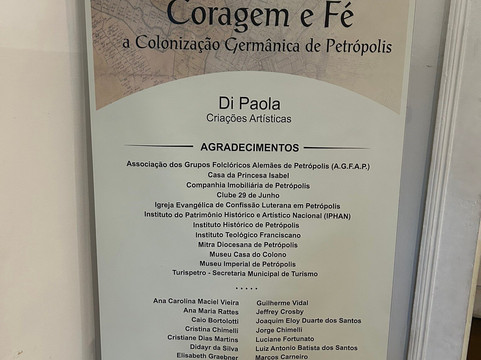 Coragem e Fé
a Colonização Germânica de Petrópolis
Di Paola
Criações Artísticas
AGRADECIMENTOS
Associação dos Grupos Folclóricos Alemães de Petrópolis (A.G.F.A.P.)
Casa da Princesa Isabel
Companhia Imobiliária de Petrópolis
Clube 29 de Junho
Igreja Evangélica de Confissão Luterana em Petrópolis
Instituto do Patrimônio Histórico e Artístico Nacional (IPHAN)
Instituto Histórico de Petrópolis
Instituto Teológico Franciscano
Mitra Diocesana de Petrópolis
Museu Casa do Colono
Museu Imperial de Petrópolis
Turispetro - Secretaria Municipal de Turismo
.....
Ana Carolina Maciel Vieira Guilherme Vidal
Ana Maria Rattes Jeffrey Crosby
Caio Bortolotti Joaquim Eloy Duarte dos Santos
Cristina Chimelli Jorge Chimelli
Cristiane Dias Martins Luciane Fortunato
Didayr da Silva Luiz Antonio Batista dos Santos
Elisabeth Graebner Marcos Carneiro